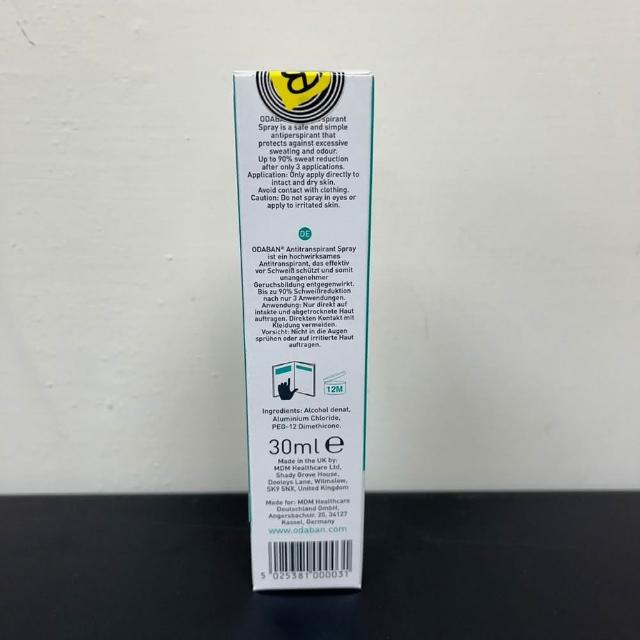 ODABAN
Spray is a safe and simple
antiperspirant that
protects against excessive
sweating and odour.
Up to 90% sweat reduction
after only 3 applications.
Application: Only apply directly to
intact and dry skin.
Avoid contact with clothing.
Caution: Do not spray in eyes or
apply to irritated skin.
DE
ODABAN® Antitranspirant Spray
ist ein hochwirksames
Antitranspirant, das effektiv
vor Schweiß schützt und somit
unangenehmer
Geruchsbildung entgegenwirkt.
Bis zu 90% Schweißreduktion
nach nur 3 Anwendungen.
Anwendung: Nur direkt auf
intakte und abgetrocknete Haut
auftragen. Direkten Kontakt mit
Kleidung vermeiden.
Vorsicht: Nicht in die Augen
sprühen oder auf irritierte Haut
auftragen.
12M
Ingredients: Alcohol denat,
Aluminium Chloride,
PEG-12 Dimethicone.
30ml e
Made in the UK by:
MDM Healthcare Ltd,
Shady Grove House,
Dooleys Lane, Wilmslow,
SK9 5NX, United Kingdom
Made for: MDM Healthcare
Deutschland GmbH,
Angersbachstr. 20, 34127
Kassel, Germany
www.odaban.com
5 025381 000031